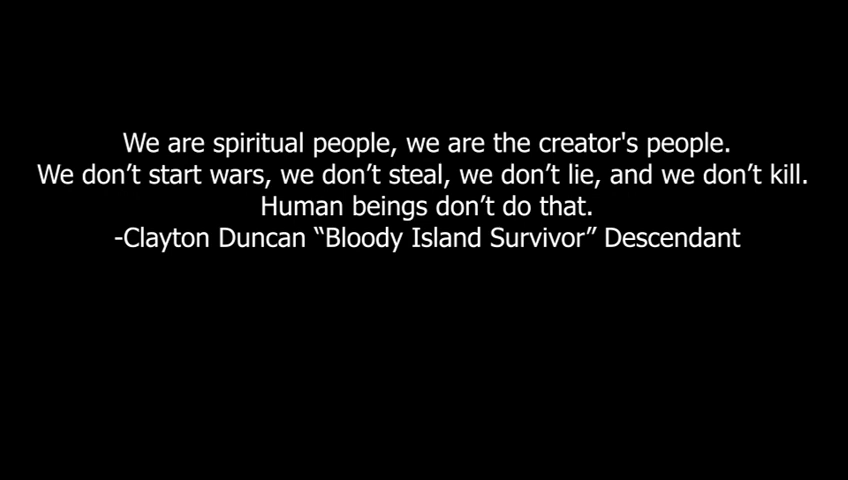 We are spiritual people, we are the creator's people.
We don’t start wars, we don’t steal, we don’t lie, and we don’t kill.
Human beings don’t do that.
-Clayton Duncan “Bloody Island Survivor” Descendant